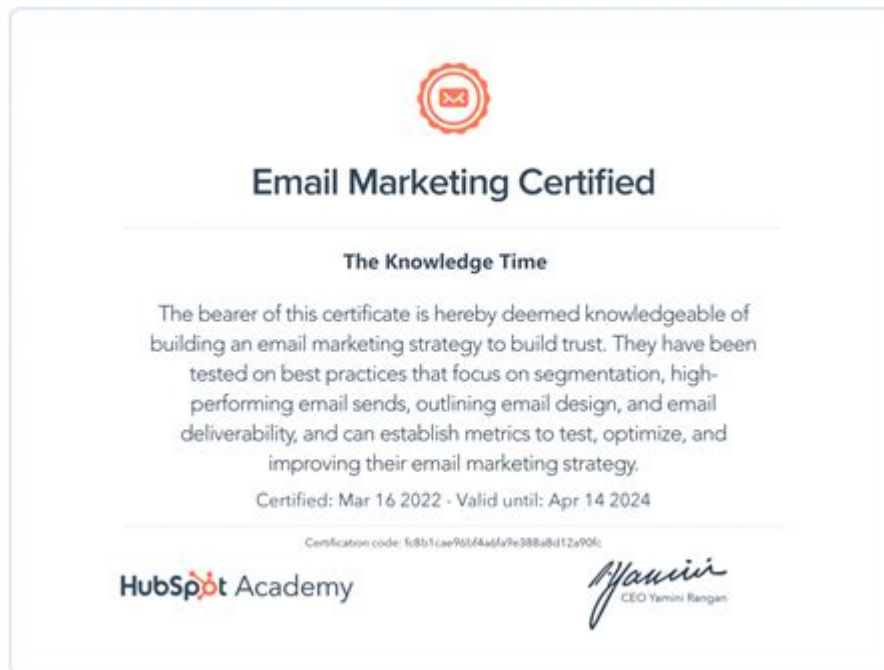 Email Marketing Certified
The Knowledge Time
The bearer of this certificate is hereby deemed knowledgeable of
building an email marketing strategy to build trust. They have been
tested on best practices that focus on segmentation, high-
performing email sends, outlining email design, and email
deliverability, and can establish metrics to test, optimize, and
improving their email marketing strategy.
Certified: Mar 16 2022 - Valid until: Apr 14 2024
Certification code:
HubSpot Academy
CEO Yamini Rangan